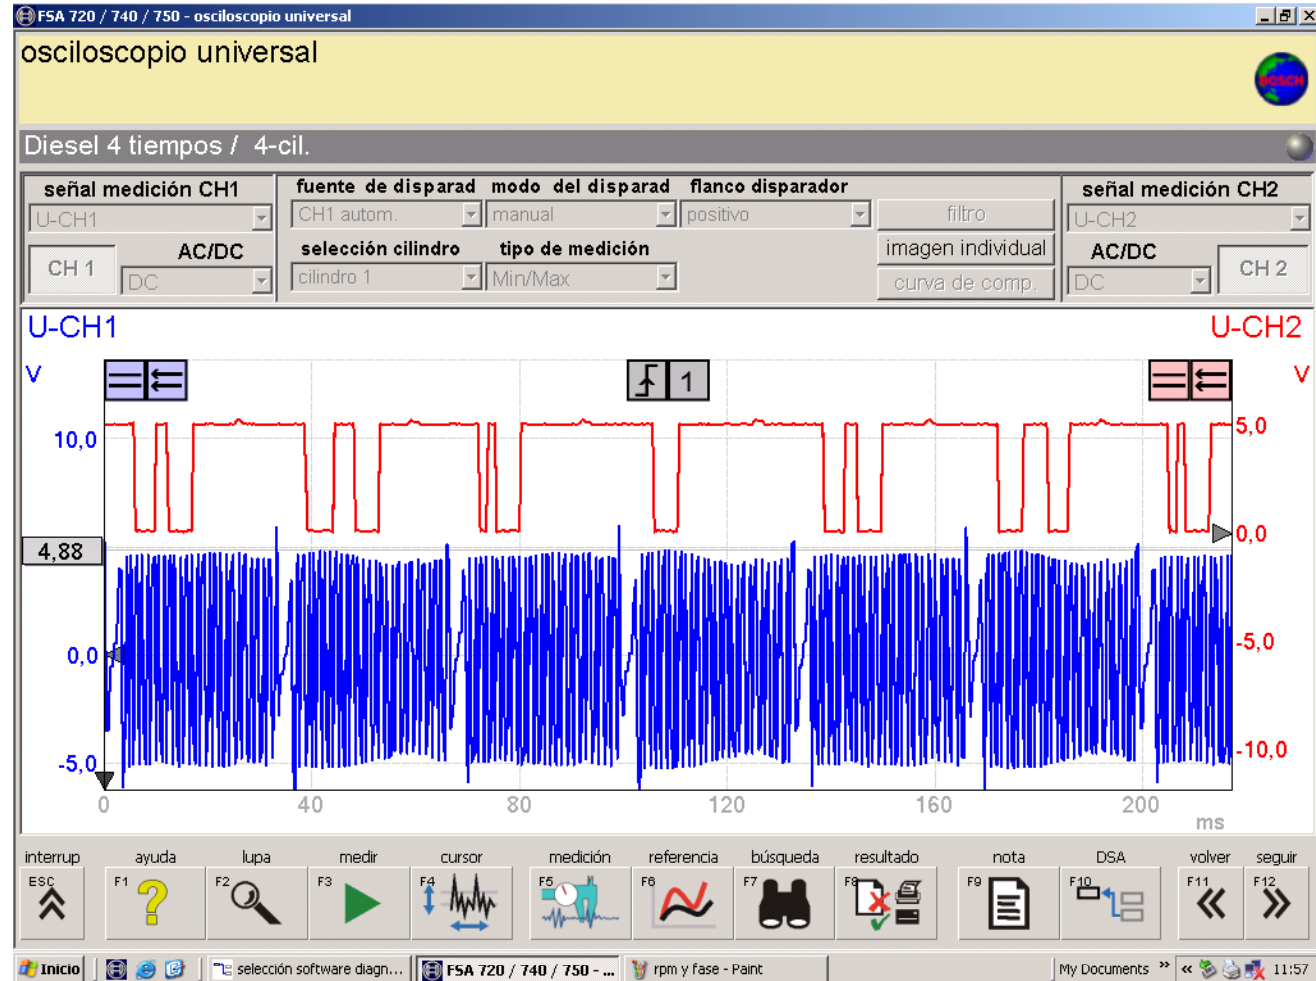 FSA 720 / 740 / 750 - osciloscopio universal
osciloscopio universal
BOSCH
Diesel 4 tiempos / 4-cil.
señal medición CH1
fuente de disparad
modo del disparad
flanco disparador
señal medición CH2
U-CH1
CH1 autom.
manual
positivo
filtro
U-CH2
AC/DC
selección cilindro
tipo de medición
imagen individual
AC/DC
CH 1
DC
cilindro 1
Min/Max
curva de comp.
DC
CH 2
U-CH1
U-CH2
V
1
V
10,0
5,0
4,88
0,0
0,0
-5,0
-5,0
-10,0
0
40
80
120
160
200
ms
interrup
ayuda
lupa
medir
cursor
medición
referencia
búsqueda
resultado
nota
DSA
volver
seguir
ESC
F1
F2
F3
F4
F5
F6
F7
F8
F9
F10
F11
F12
Inicio
selección software diagn...
FSA 720 / 740 / 750 - ...
rpm y fase - Paint
My Documents
11:57